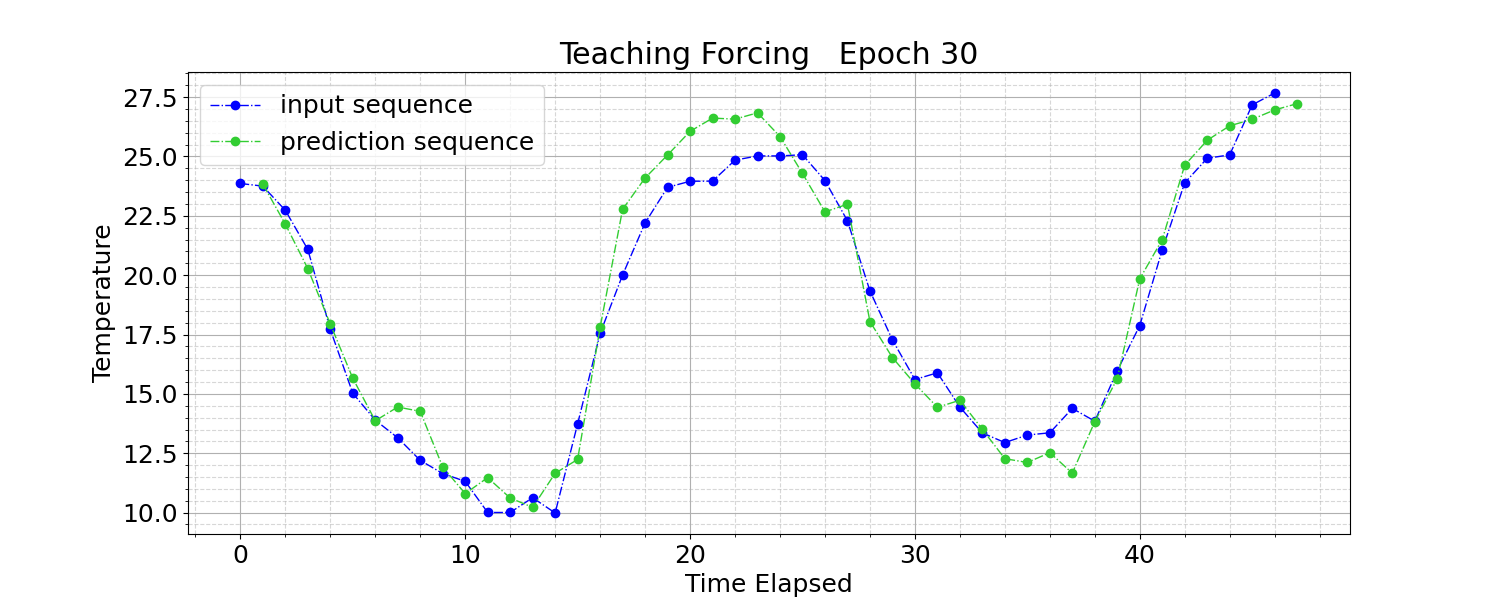 Teaching Forcing   Epoch 30
input sequence
prediction sequence
27.5
25.0
22.5
20.0
17.5
15.0
12.5
10.0
Temperature
0 10 20 30 40
Time Elapsed